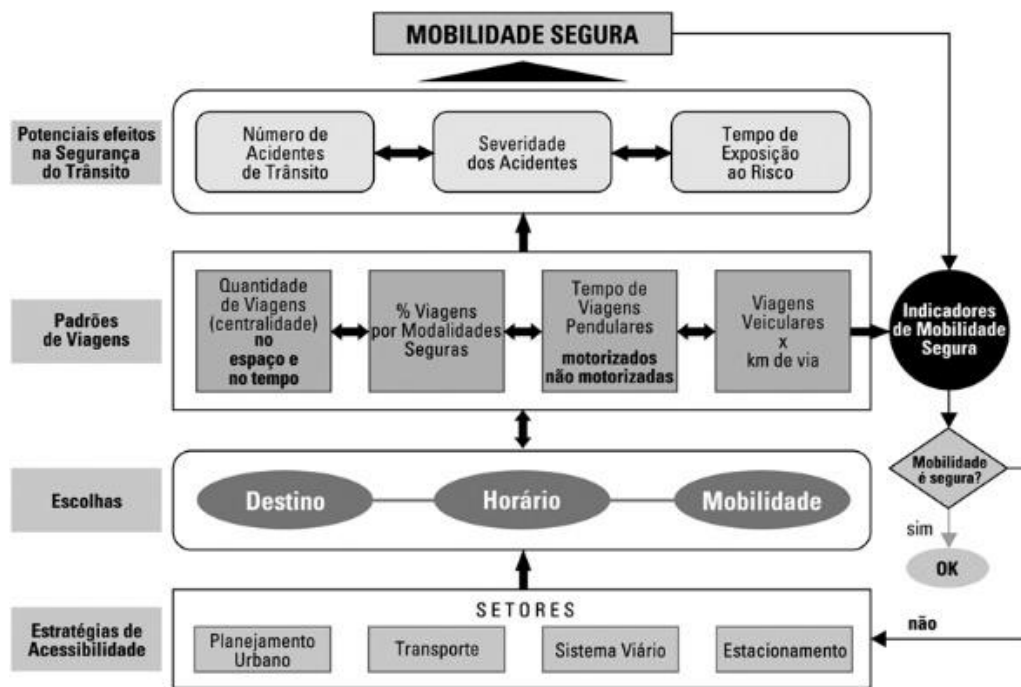 MOBILIDADE SEGURA
Potenciais efeitos
na Segurança
do Trânsito
Número de
Acidentes
de Trânsito
Severidade
dos Acidentes
Tempo de
Exposição
ao Risco
Padrões
de Viagens
Quantidade
de Viagens
(centralidade)
no
espaço e
no tempo
% Viagens
por Modalidades
Seguras
Tempo de
Viagens
Pendulares
motorizados
não motorizadas
Viagens
Veiculares
x
km de via
Indicadores
de Mobilidade
Segura
Mobilidade
é segura?
sim
OK
não
Escolhas
Destino
Horário
Mobilidade
Estratégias de
Acessibilidade
SETORES
Planejamento
Urbano
Transporte
Sistema Viário
Estacionamento